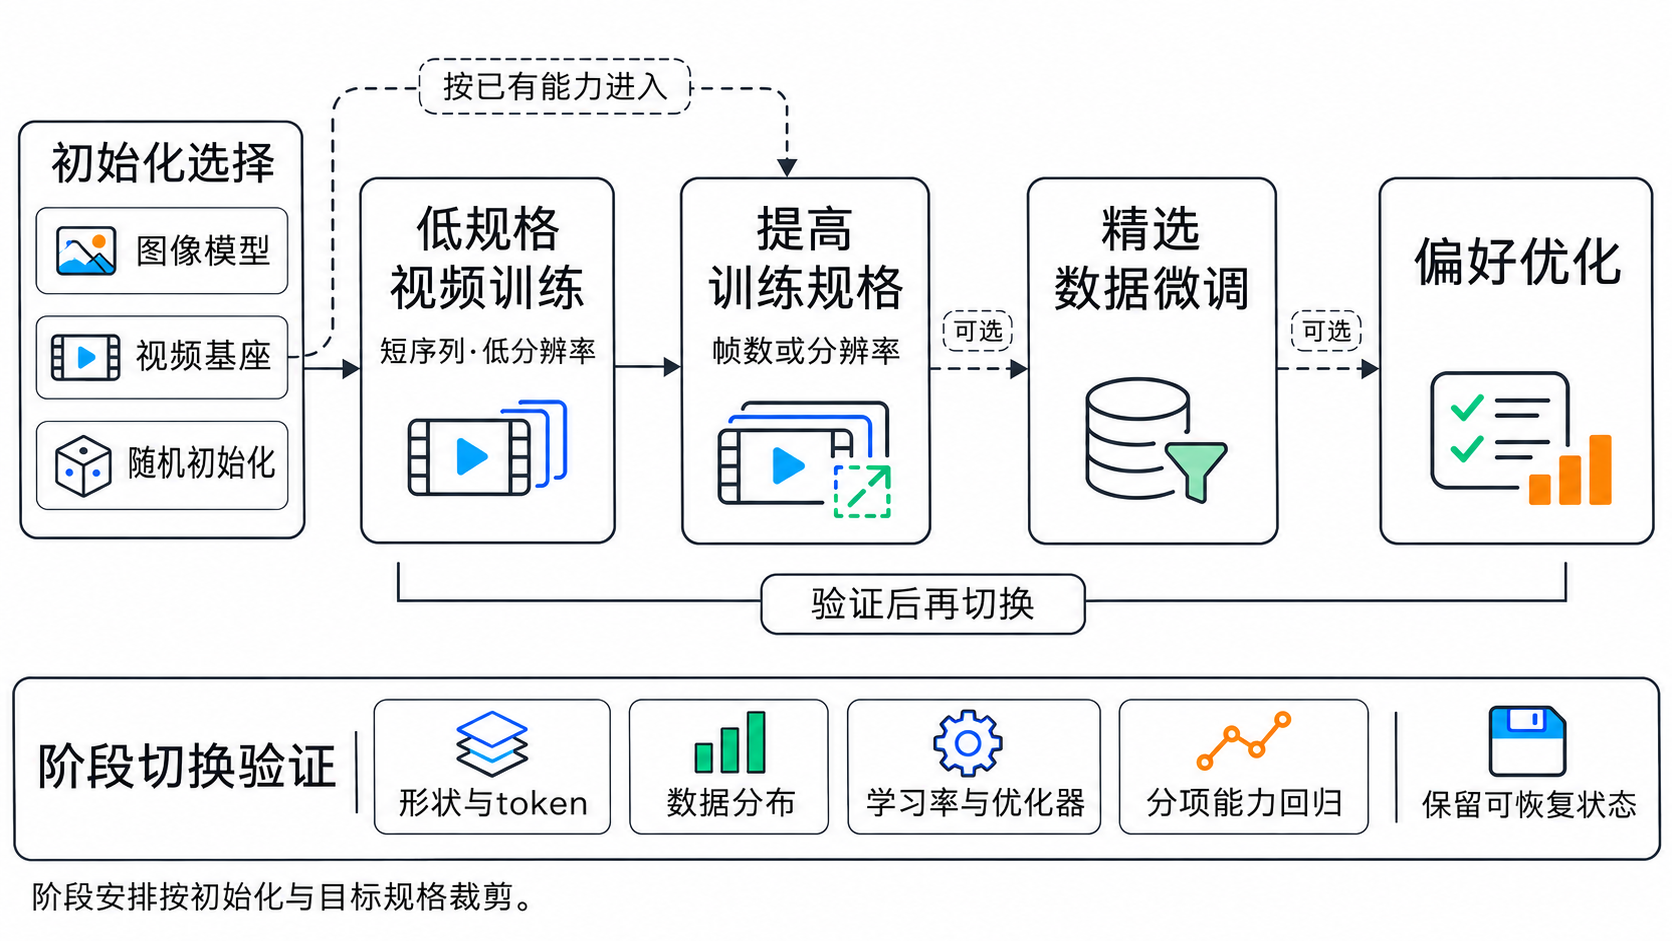 按已有能力进入
初始化选择
图像模型
视频基座
随机初始化
低规格
视频训练
短序列·低分辨率
提高
训练规格
帧数或分辨率
可选
精选
数据微调
可选
偏好优化
验证后再切换
阶段切换验证
形状与token
数据分布
学习率与优化器
分项能力回归
保留可恢复状态
阶段安排按初始化与目标规格裁剪。